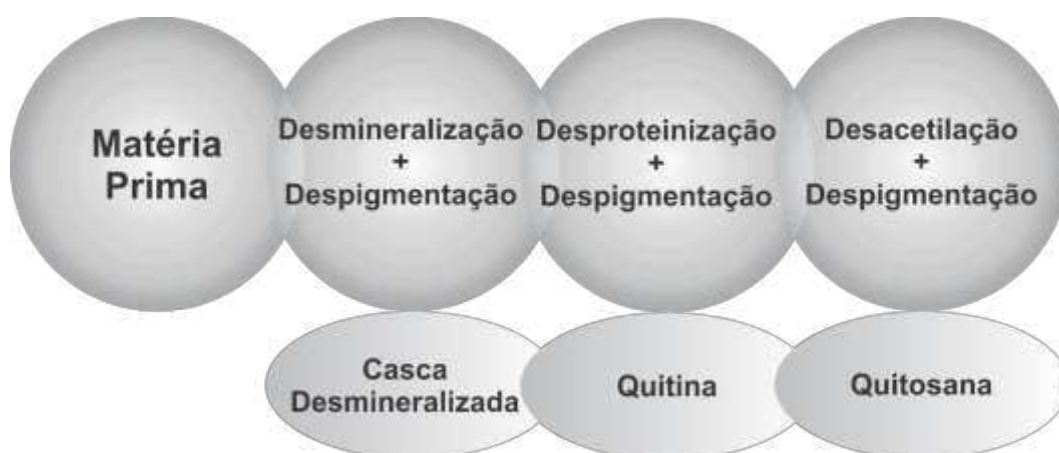 Matéria
Prima
Desmineralização
+
Despigmentação
Desproteinização
+
Despigmentação
Desacetilação
+
Despigmentação
Casca
Desmineralizada
Quitina
Quitosana